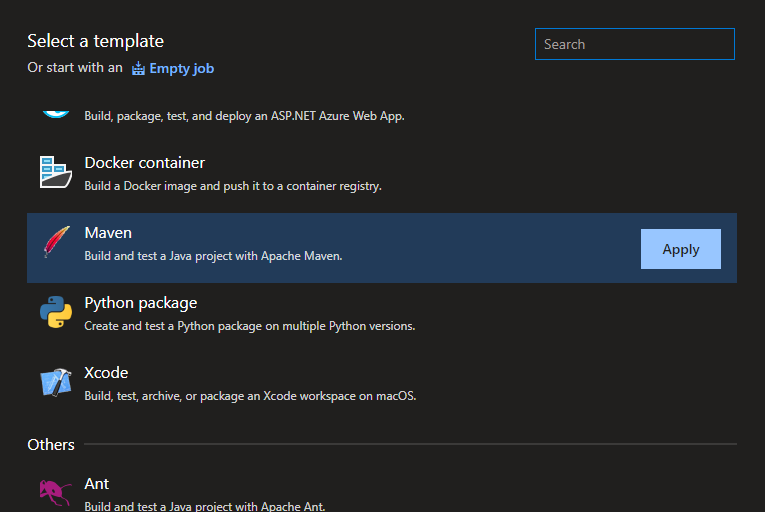 Select a template
Search
Or start with an Empty job
Build, package, test, and deploy an ASP.NET Azure Web App.
Docker container
Build a Docker image and push it to a container registry.
Maven
Build and test a Java project with Apache Maven.
Apply
Python package
Create and test a Python package on multiple Python versions.
Xcode
Build, test, archive, or package an Xcode workspace on macOS.
Others
Ant
Build and test a Java project with Apache Ant.